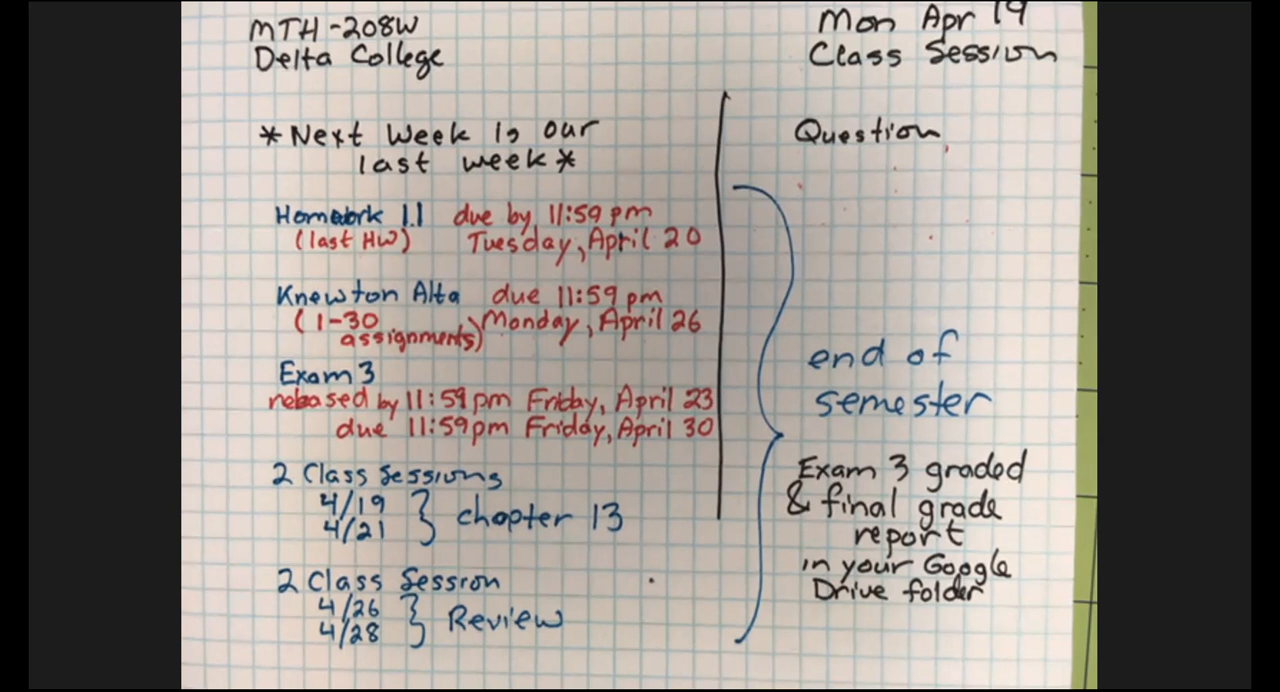 MTH-208W
Delta College
Mon Apr 19
Class Session
*Next Week is our
last week*
Homework 11 due by 11:59 pm
(last HW) Tuesday, April 20
Knewton Alta due 11:59 pm
(1-30 assignments) Monday, April 26
Exam 3
released by 11:59 pm Friday, April 23
due 11:59pm Friday, April 30
2 Class Sessions
4/19
4/21 } chapter 13
2 Class Session
4/26
4/28 } Review
Question
end of
semester
Exam 3 graded
& final grade
report
in your Google
Drive folder